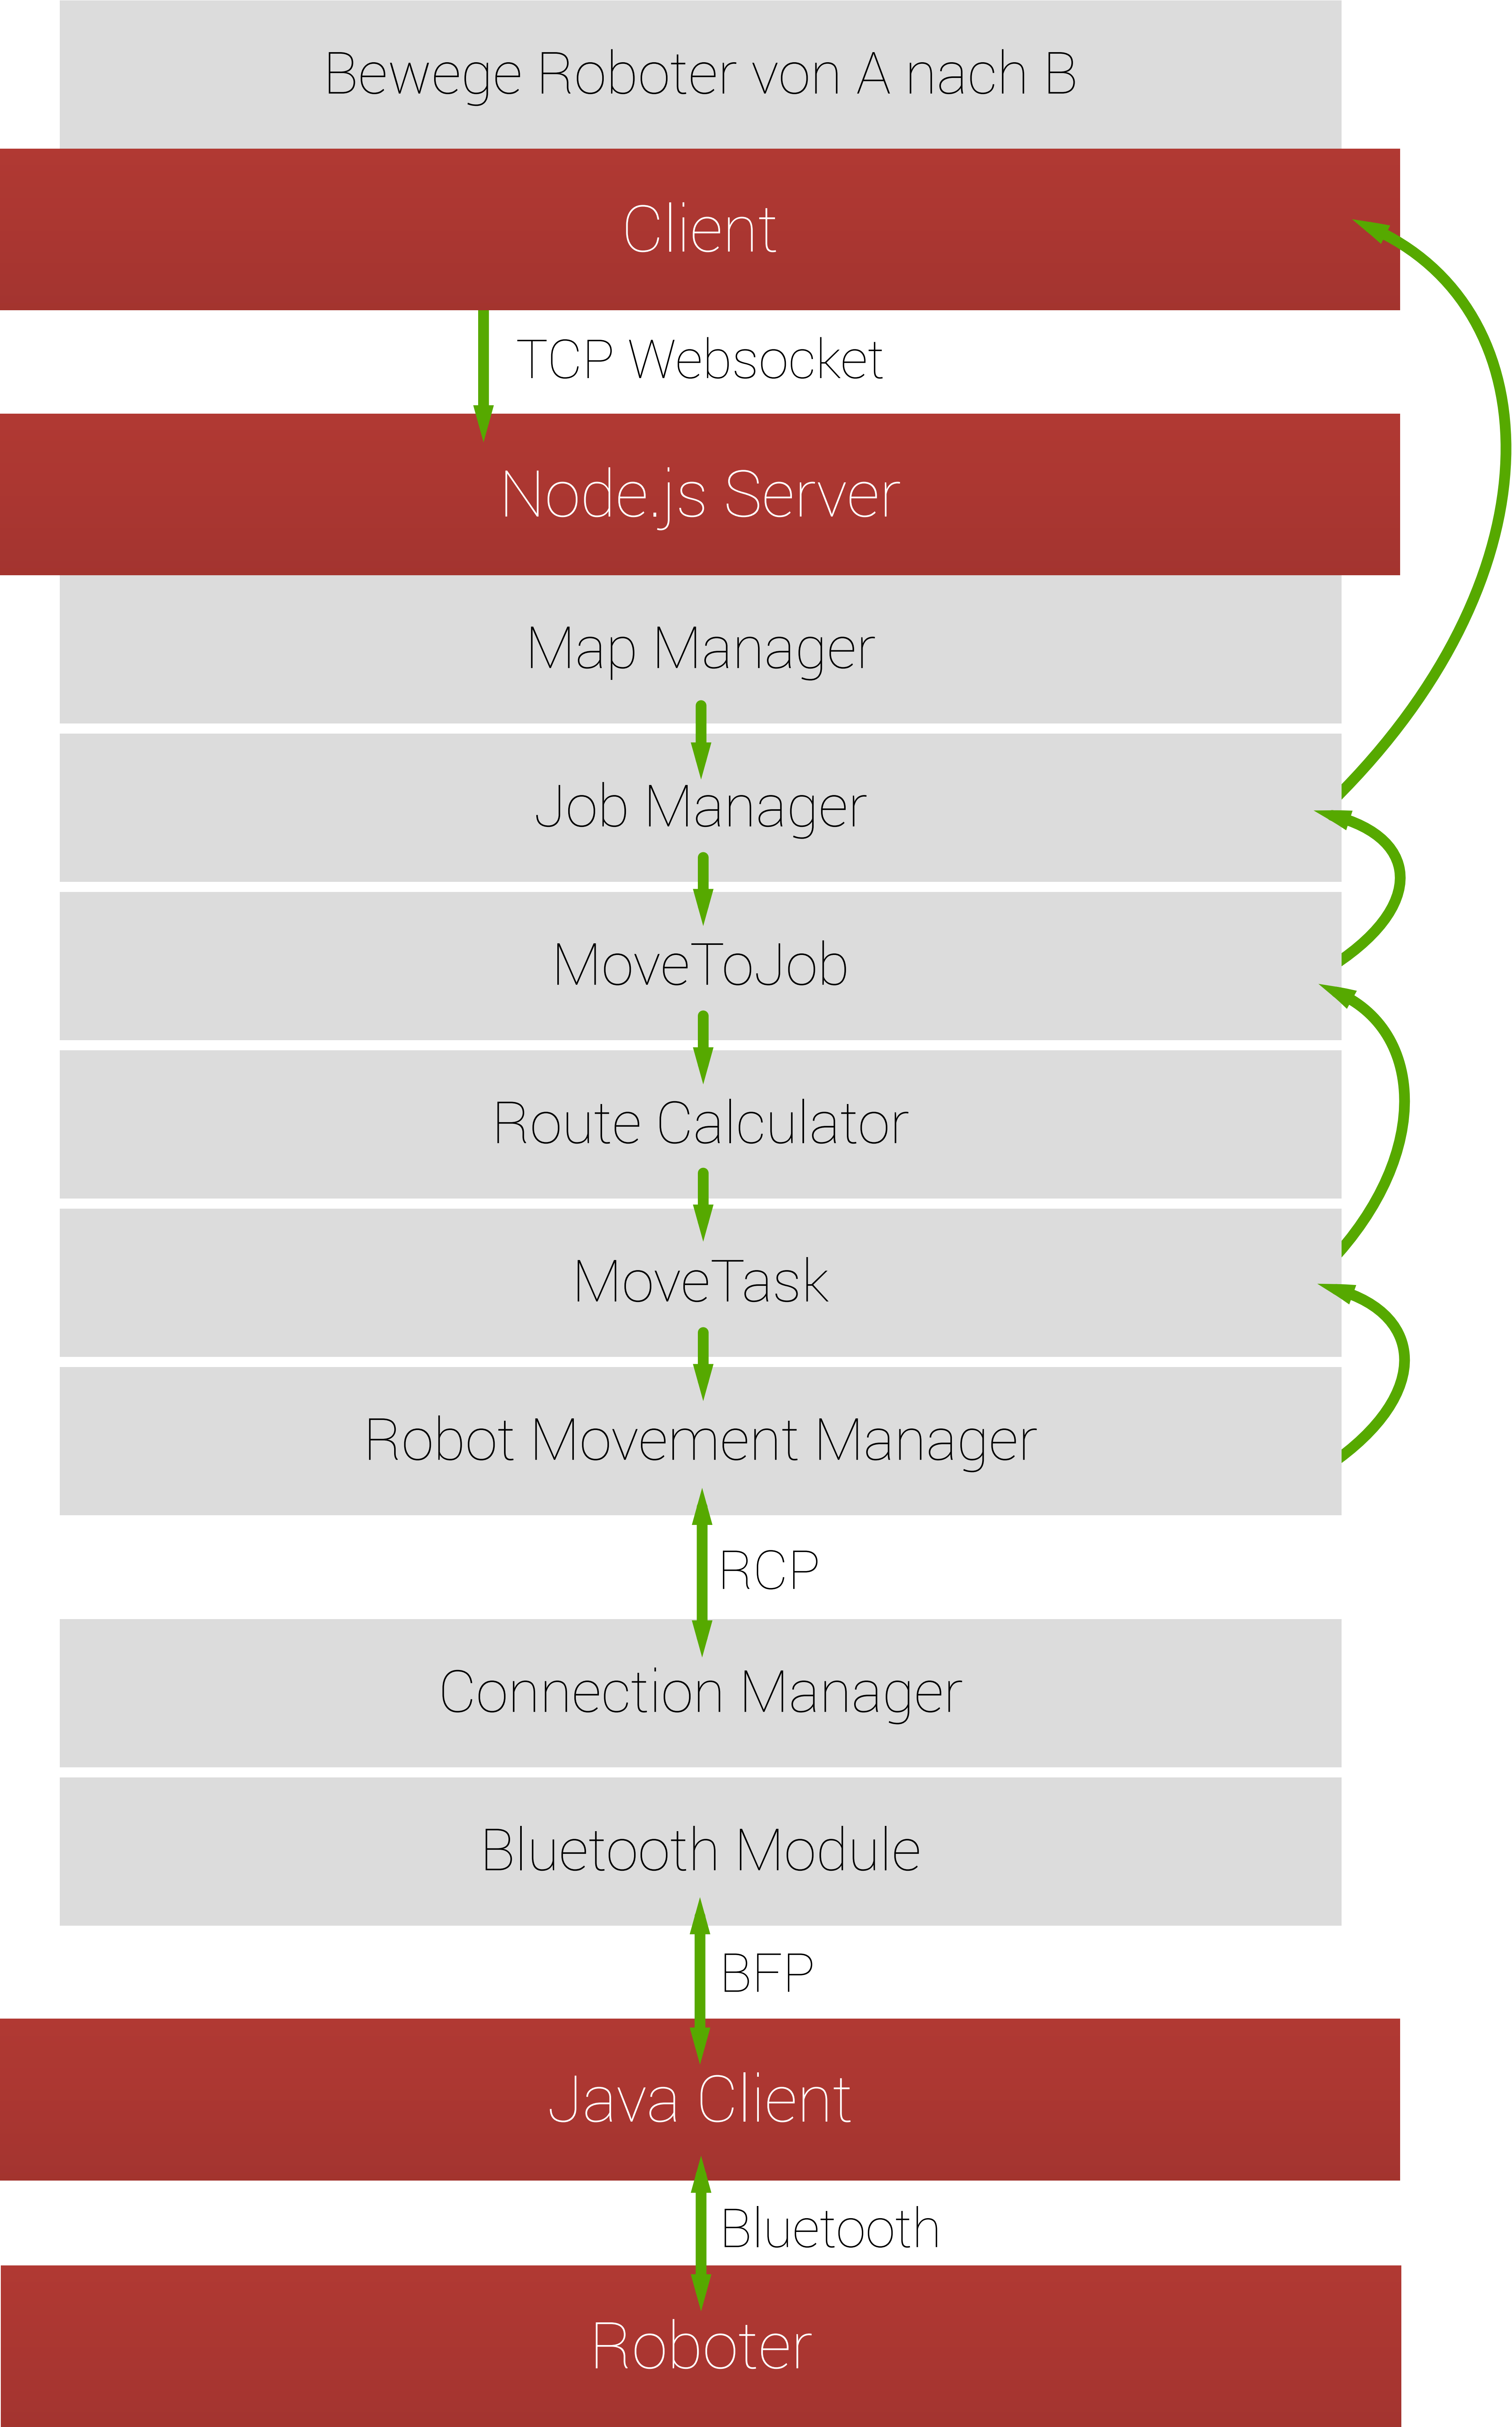 Bewege Roboter von A nach B
Client
TCP Websocket
Node.js Server
Map Manager
Job Manager
MoveToJob
Route Calculator
MoveTask
Robot Movement Manager
RCP
Connection Manager
Bluetooth Module
BFP
Java Client
Bluetooth
Roboter